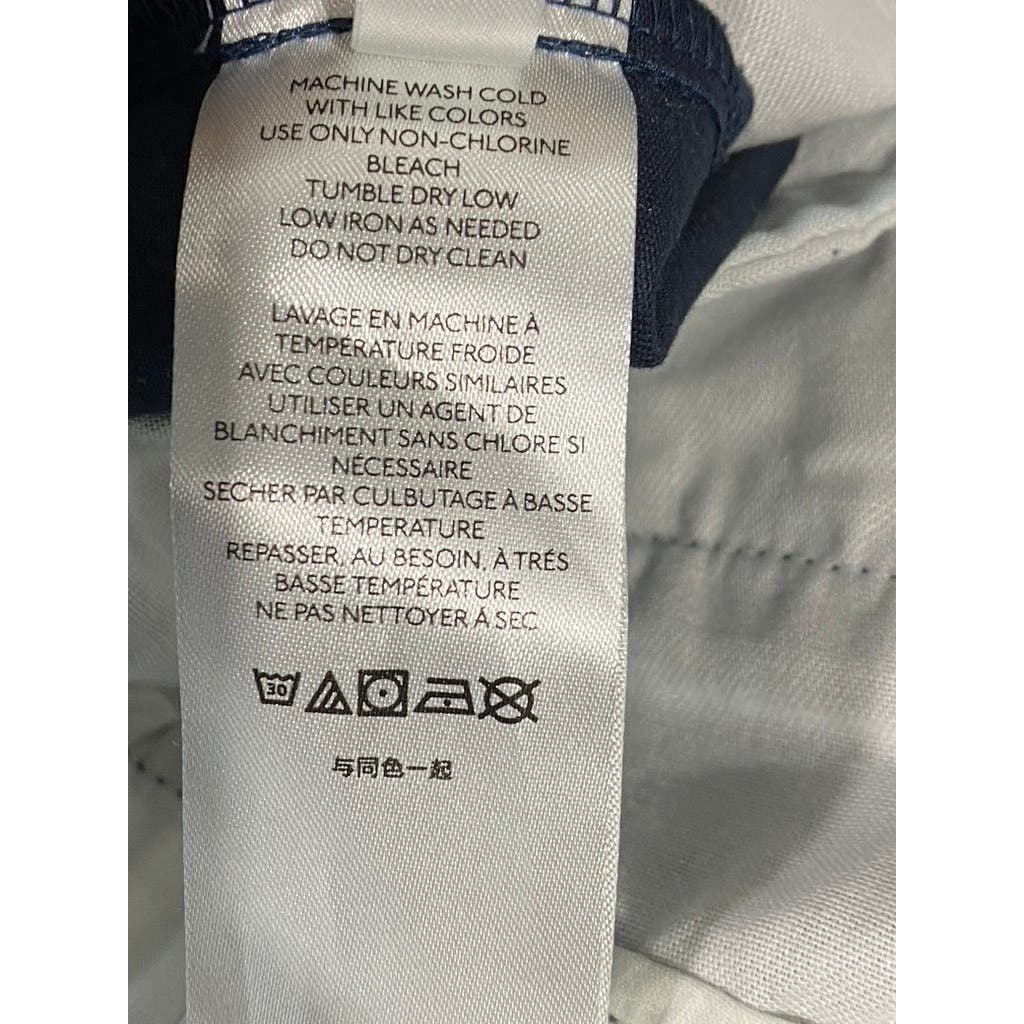 MACHINE WASH COLD
WITH LIKE COLORS
USE ONLY NON-CHLORINE
BLEACH
TUMBLE DRY LOW
LOW IRON AS NEEDED
DO NOT DRY CLEAN
LAVAGE EN MACHINE À
TEMPÉRATURE FROIDE
AVEC COULEURS SIMILAIRES
UTILISER UN AGENT DE
BLANCHIMENT SANS CHLORE SI
NÉCESSAIRE
SECHER PAR CULBUTAGE À BASSE
TEMPERATURE
REPASSER, AU BESOIN, À TRÉS
BASSE TEMPÉRATURE
NE PAS NETTOYER À SEC
30
与同色一起